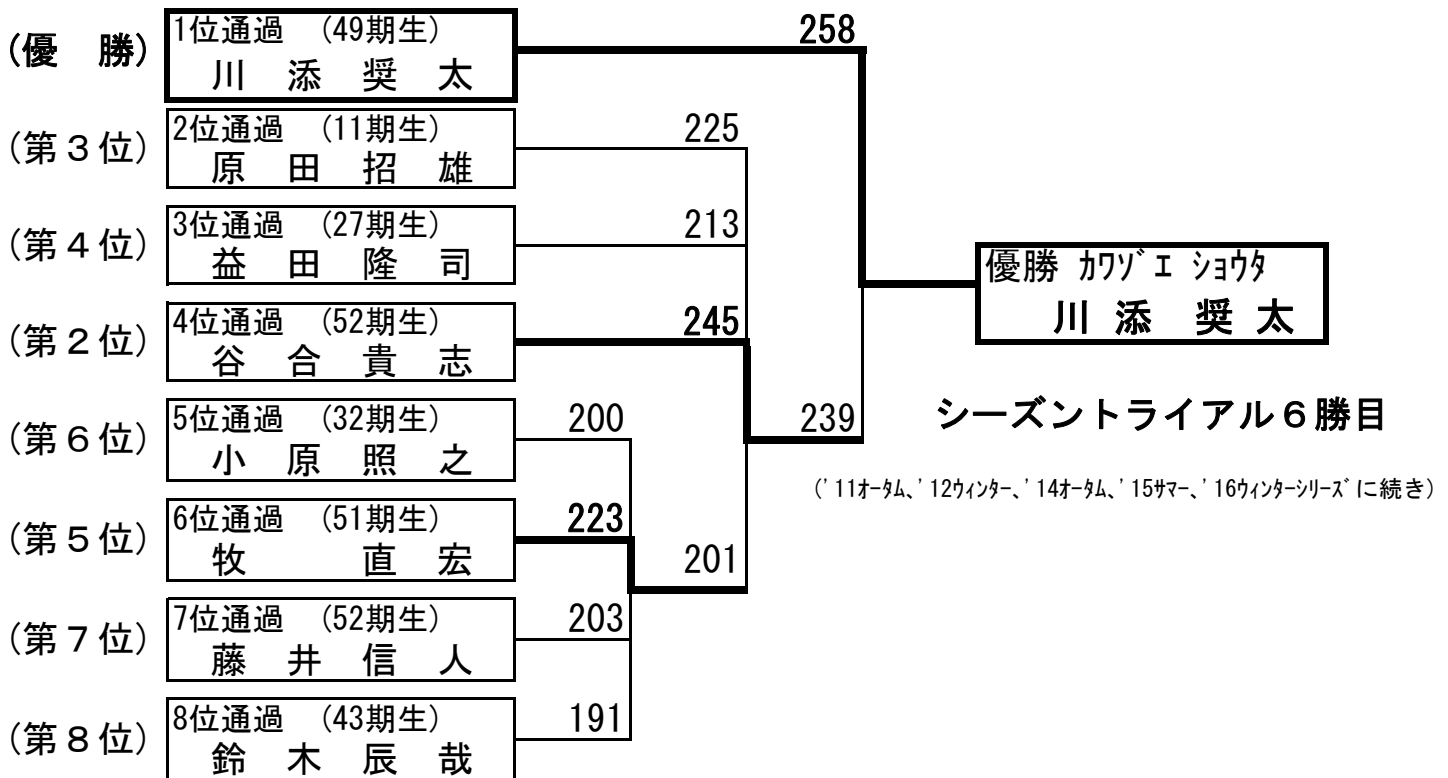 (優　勝)
1位通過　(49期生)
川　添　奨　太
258
(第３位)
2位通過　(11期生)
原　田　招　雄
225
(第４位)
3位通過　(27期生)
益　田　隆　司
213
(第２位)
4位通過　(52期生)
谷　合　貴　志
245
(第６位)
5位通過　(32期生)
小　原　照　之
200
(第５位)
6位通過　(51期生)
牧　　　直　宏
223
(第７位)
7位通過　(52期生)
藤　井　信　人
203
(第８位)
8位通過　(43期生)
鈴　木　辰　哉
191
201
239
優勝 ｶﾜｿﾞｴ ｼｮｳﾀ
川 添　奨 太
シーズントライアル６勝目
('11ｵｰﾀﾑ、'12ｳｨﾝﾀｰ、'14ｵｰﾀﾑ、'15ｻﾏｰ、'16ｳｨﾝﾀｰｼﾘｰｽﾞに続き)